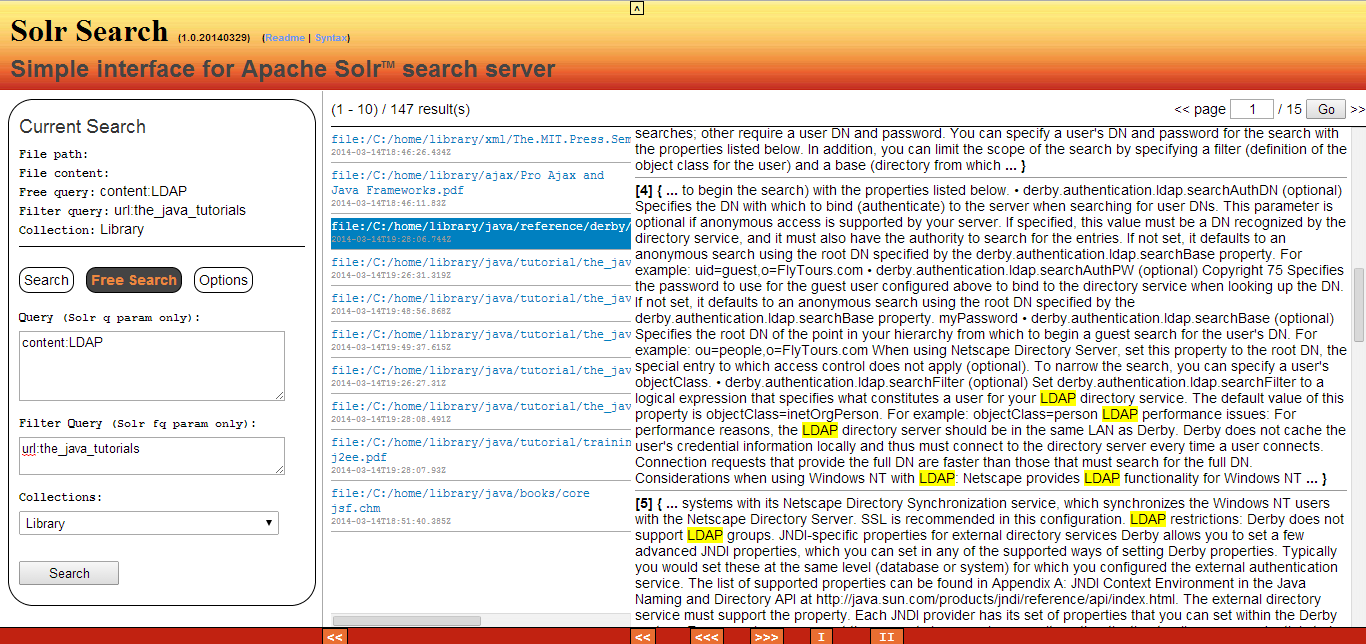 ʌ
Solr Search (1.0.20140329) (Readme | Syntax)
Simple interface for Apache Solr™ search server
Current Search
File path:
File content:
Free query: content:LDAP
Filter query: url:the_java_tutorials
Collection: Library
Search Free Search Options
Query (Solr q param only):
content:LDAP
Filter Query (Solr fq param only):
url:the_java_tutorials
Collections:
Library
Search
(1 - 10) / 147 result(s)
<< page 1 / 15 Go >>
file:/C:/home/library/xml/The.MIT.Press.Sem
2014-03-14T18:46:26.434Z
file:/C:/home/library/ajax/Pro Ajax and
Java Frameworks.pdf
2014-03-14T18:46:11.83Z
file:/C:/home/library/java/reference/derby/
2014-03-14T19:28:06.744Z
file:/C:/home/library/java/tutorial/the_jav
2014-03-14T19:26:31.319Z
file:/C:/home/library/java/tutorial/the_jav
2014-03-14T19:48:56.868Z
file:/C:/home/library/java/tutorial/the_jav
2014-03-14T19:49:37.615Z
file:/C:/home/library/java/tutorial/the_jav
2014-03-14T19:26:27.31Z
file:/C:/home/library/java/tutorial/the_jav
2014-03-14T19:28:08.491Z
file:/C:/home/library/java/tutorial/trainin
j2ee.pdf
2014-03-14T19:28:07.93Z
file:/C:/home/library/java/books/core
jsf.chm
2014-03-14T18:51:40.385Z
searches; other require a user DN and password. You can specify a user's DN and password for the search with
the properties listed below. In addition, you can limit the scope of the search by specifying a filter (definition of the
object class for the user) and a base (directory from which ... }
[4] { ... to begin the search) with the properties listed below. • derby.authentication.ldap.searchAuthDN (optional)
Specifies the DN with which to bind (authenticate) to the server when searching for user DNs. This parameter is
optional if anonymous access is supported by your server. If specified, this value must be a DN recognized by the
directory service, and it must also have the authority to search for the entries. If not set, it defaults to an
anonymous search using the root DN specified by the derby.authentication.ldap.searchBase property. For
example: uid=guest,o=FlyTours.com • derby.authentication.ldap.searchAuthPW (optional) Copyright 75 Specifies
the password to use for the guest user configured above to bind to the directory service when looking up the DN.
If not set, it defaults to an anonymous search using the root DN specified by the
derby.authentication.ldap.searchBase property. myPassword • derby.authentication.ldap.searchBase (optional)
Specifies the root DN of the point in your hierarchy from which to begin a guest search for the user's DN. For
example: ou=people,o=FlyTours.com When using Netscape Directory Server, set this property to the root DN, the
special entry to which access control does not apply (optional). To narrow the search, you can specify a user's
objectClass. • derby.authentication.ldap.searchFilter (optional) Set derby.authentication.ldap.searchFilter to a
logical expression that specifies what constitutes a user for your LDAP directory service. The default value of this
property is objectClass=inetOrgPerson. For example: objectClass=person LDAP performance issues: For
performance reasons, the LDAP directory server should be in the same LAN as Derby. Derby does not cache the
user's credential information locally and thus must connect to the directory server every time a user connects.
Connection requests that provide the full DN are faster than those that must search for the full DN.
Considerations when using Windows NT with LDAP: Netscape provides LDAP functionality for Windows NT ... }
[5] { ... systems with its Netscape Directory Synchronization service, which synchronizes the Windows NT users
with the Netscape Directory Server. SSL is recommended in this configuration. LDAP restrictions: Derby does not
support LDAP groups. JNDI-specific properties for external directory services Derby allows you to set a few
advanced JNDI properties, which you can set in any of the supported ways of setting Derby properties. Typically
you would set these at the same level (database or system) for which you configured the external authentication
service. The list of supported properties can be found in Appendix A: JNDI Context Environment in the Java
Naming and Directory API at http://java.sun.com/products/jndi/reference/api/index.html. The external directory
service must support the property. Each JNDI provider has its set of properties that you can set within the Derby
<< << <<< >>> I II